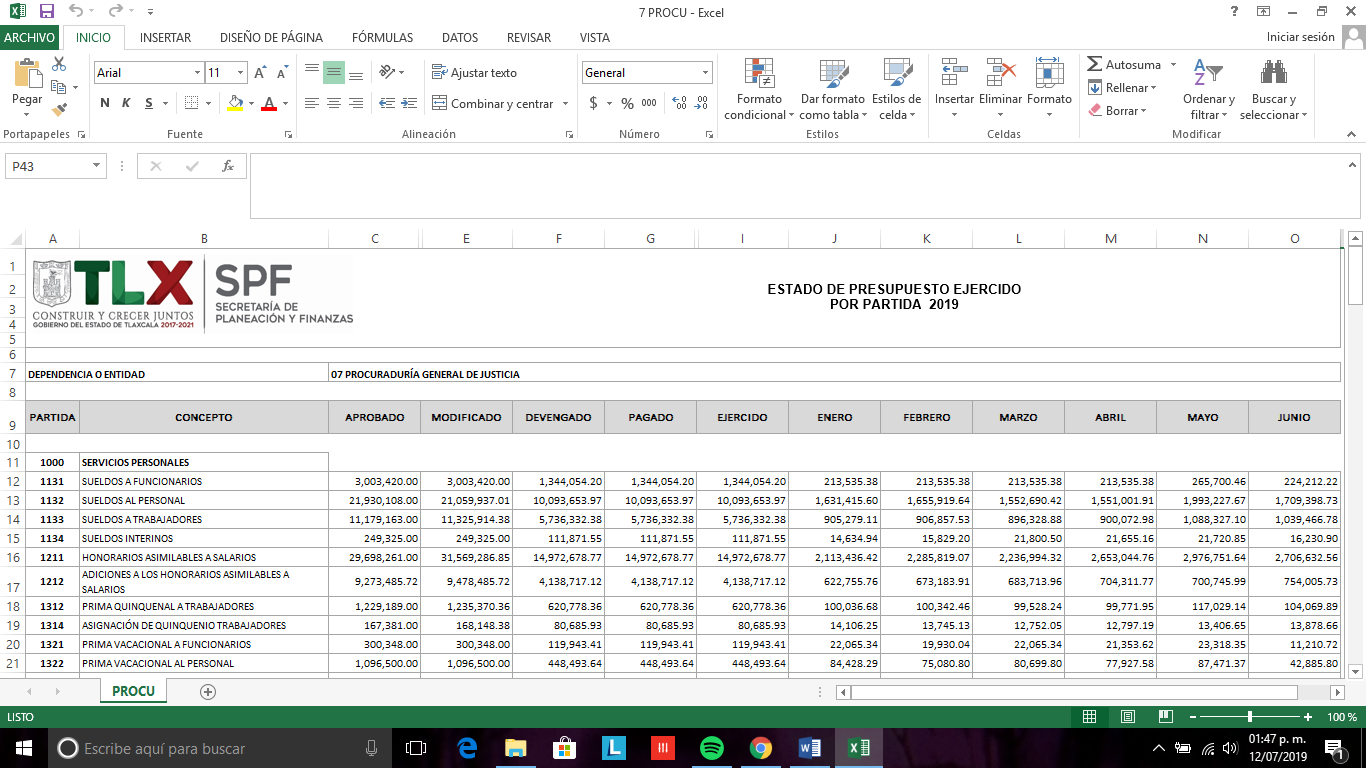 7 PROCU - Excel
ARCHIVO INICIO INSERTAR DISEÑO DE PÁGINA FÓRMULAS DATOS REVISAR VISTA Iniciar sesión
Pegar
Portapapeles
Arial 11
N K S
Fuente
Ajustar texto
Combinar y centrar
Alineación
General
$ % 000
Número
Formato condicional
Dar formato como tabla
Estilos de celda
Estilos
Insertar Eliminar Formato
Celdas
Autosuma
Rellenar
Borrar
Ordenar y filtrar
Buscar y seleccionar
Modificar
P43 fx
A B C E F G I J K L M N O
1
2
3
4
5
TLX
CONSTRUIR Y CRECER JUNTOS
GOBIERNO DEL ESTADO DE TLAXCALA 2017-2021
SPF
SECRETARÍA DE
PLANEACIÓN Y FINANZAS
ESTADO DE PRESUPUESTO EJERCIDO
POR PARTIDA 2019
6
7 DEPENDENCIA O ENTIDAD 07 PROCURADURÍA GENERAL DE JUSTICIA
8
9 PARTIDA CONCEPTO APROBADO MODIFICADO DEVENGADO PAGADO EJERCIDO ENERO FEBRERO MARZO ABRIL MAYO JUNIO
10
11 1000 SERVICIOS PERSONALES
12 1131 SUELDOS A FUNCIONARIOS 3,003,420.00 3,003,420.00 1,344,054.20 1,344,054.20 1,344,054.20 213,535.38 213,535.38 213,535.38 213,535.38 265,700.46 224,212.22
13 1132 SUELDOS AL PERSONAL 21,930,108.00 21,059,937.01 10,093,653.97 10,093,653.97 10,093,653.97 1,631,415.60 1,655,919.64 1,552,690.42 1,551,001.91 1,993,227.67 1,709,398.73
14 1133 SUELDOS A TRABAJADORES 11,179,163.00 11,325,914.38 5,736,332.38 5,736,332.38 5,736,332.38 905,279.11 906,857.53 896,328.88 900,072.98 1,088,327.10 1,039,466.78
15 1134 SUELDOS INTERINOS 249,325.00 249,325.00 111,871.55 111,871.55 111,871.55 14,634.94 15,829.20 21,800.50 21,655.16 21,720.85 16,230.90
16 1211 HONORARIOS ASIMILABLES A SALARIOS 29,698,261.00 31,569,286.85 14,972,678.77 14,972,678.77 14,972,678.77 2,113,436.42 2,285,819.07 2,236,994.32 2,653,044.76 2,976,751.64 2,706,632.56
17 1212 ADICIONES A LOS HONORARIOS ASIMILABLES A SALARIOS 9,273,485.72 9,478,485.72 4,138,717.12 4,138,717.12 4,138,717.12 622,755.76 673,183.91 683,713.96 704,311.77 700,745.99 754,005.73
18 1312 PRIMA QUINQUENAL A TRABAJADORES 1,229,189.00 1,235,370.36 620,778.36 620,778.36 620,778.36 100,036.68 100,342.46 99,528.24 99,771.95 117,029.14 104,069.89
19 1314 ASIGNACIÓN DE QUINQUENIO TRABAJADORES 167,381.00 168,148.38 80,685.93 80,685.93 80,685.93 14,106.25 13,745.13 12,752.05 12,797.19 13,406.65 13,878.66
20 1321 PRIMA VACACIONAL A FUNCIONARIOS 300,348.00 300,348.00 119,943.41 119,943.41 119,943.41 22,065.34 19,930.04 22,065.34 21,353.62 23,318.35 11,210.72
21 1322 PRIMA VACACIONAL AL PERSONAL 1,096,500.00 1,096,500.00 448,493.64 448,493.64 448,493.64 84,428.29 75,080.80 80,699.80 77,927.58 87,471.37 42,885.80
PROCU
LISTO 100 %
Escribe aquí para buscar
01:47 p. m.
12/07/2019
1